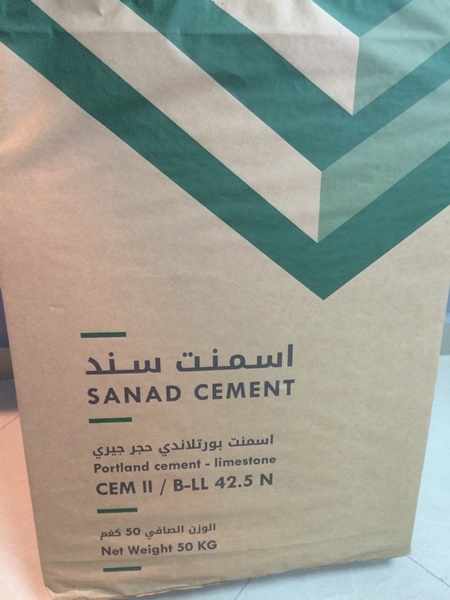 اسمنت سند
SANAD CEMENT
اسمنت بورتلاندي حجر جيري
Portland cement - limestone
CEM II / B-LL 42.5 N
الوزن الصافي 50 كغم
Net Weight 50 KG